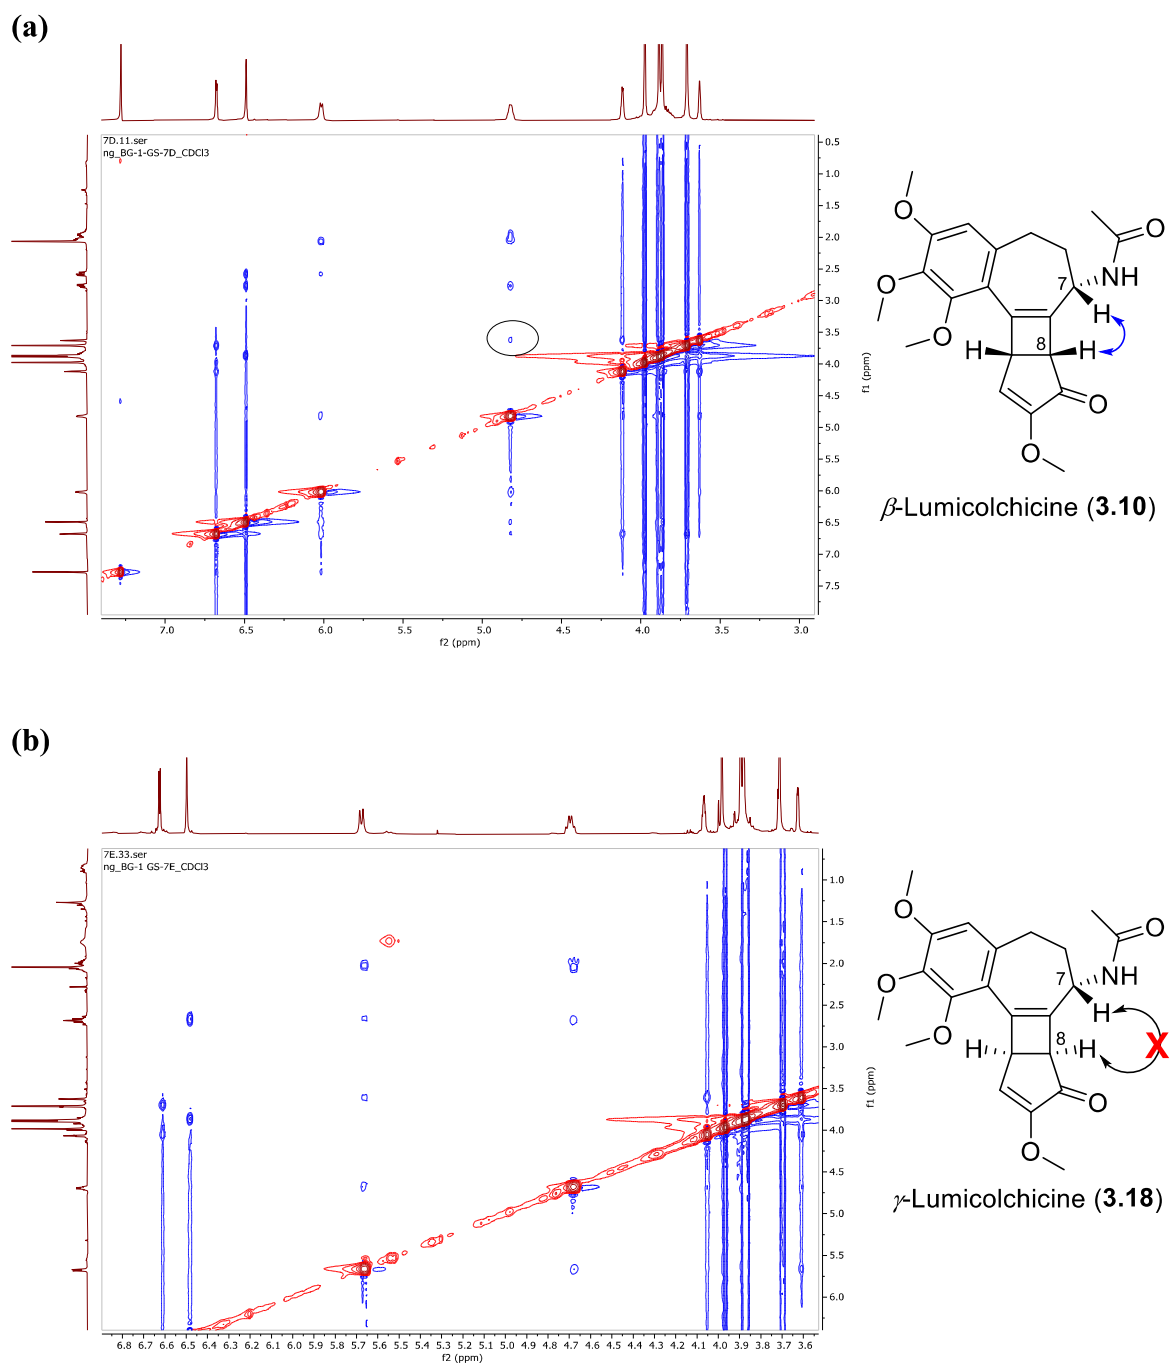 (a)
7D.11.ser
ng_BG-1-GS-7D_CDCl3
0.5
1.0
1.5
2.0
2.5
3.0
3.5
4.0
4.5
5.0
5.5
6.0
6.5
7.0
7.5
f1 (ppm)
7.0 6.5 6.0 5.5 5.0 4.5 4.0 3.5 3.0
f2 (ppm)
O
O
O
O
NH
7
H
8
H
H
O
O
β-Lumicolchicine (3.10)
(b)
7E.33.ser
ng_BG-1 GS-7E_CDCl3
1.0
1.5
2.0
2.5
3.0
3.5
4.0
4.5
5.0
5.5
6.0
f1 (ppm)
6.8 6.7 6.6 6.5 6.4 6.3 6.2 6.1 6.0 5.9 5.8 5.7 5.6 5.5 5.4 5.3 5.2 5.1 5.0 4.9 4.8 4.7 4.6 4.5 4.4 4.3 4.2 4.1 4.0 3.9 3.8 3.7 3.6
f2 (ppm)
O
O
O
O
NH
7
H
8
H
H
X
O
O
γ-Lumicolchicine (3.18)